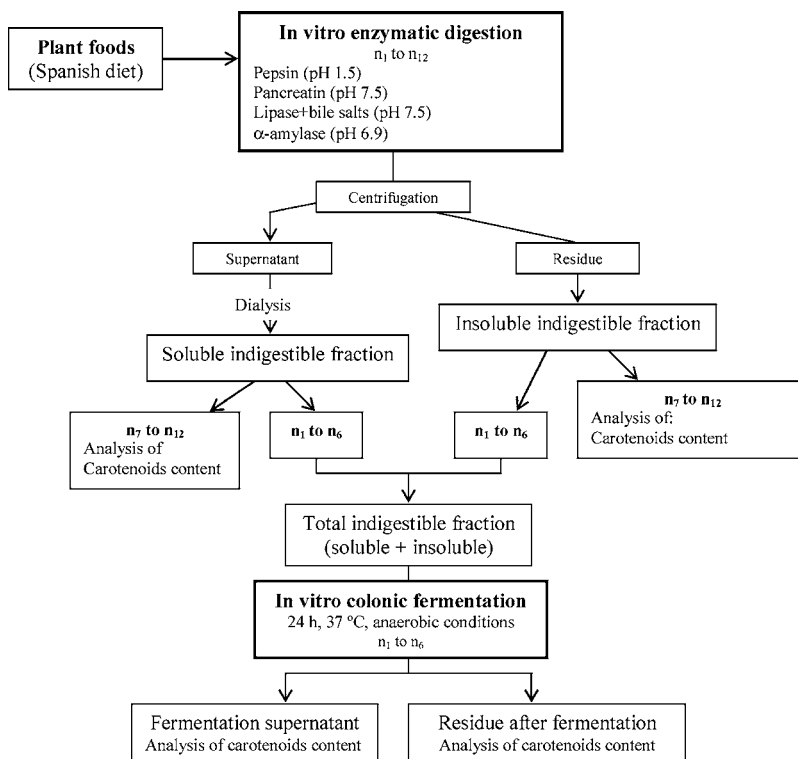 Plant foods
(Spanish diet)
In vitro enzymatic digestion
n₁ to n₁₂
Pepsin (pH 1.5)
Pancreatin (pH 7.5)
Lipase+bile salts (pH 7.5)
α-amylase (pH 6.9)
Centrifugation
Supernatant
Residue
Dialysis
Soluble indigestible fraction
Insoluble indigestible fraction
n₇ to n₁₂
Analysis of
Carotenoids content
n₁ to n₆
n₁ to n₆
n₇ to n₁₂
Analysis of:
Carotenoids content
Total indigestible fraction
(soluble + insoluble)
In vitro colonic fermentation
24 h, 37 ºC, anaerobic conditions
n₁ to n₆
Fermentation supernatant
Analysis of carotenoids content
Residue after fermentation
Analysis of carotenoids content